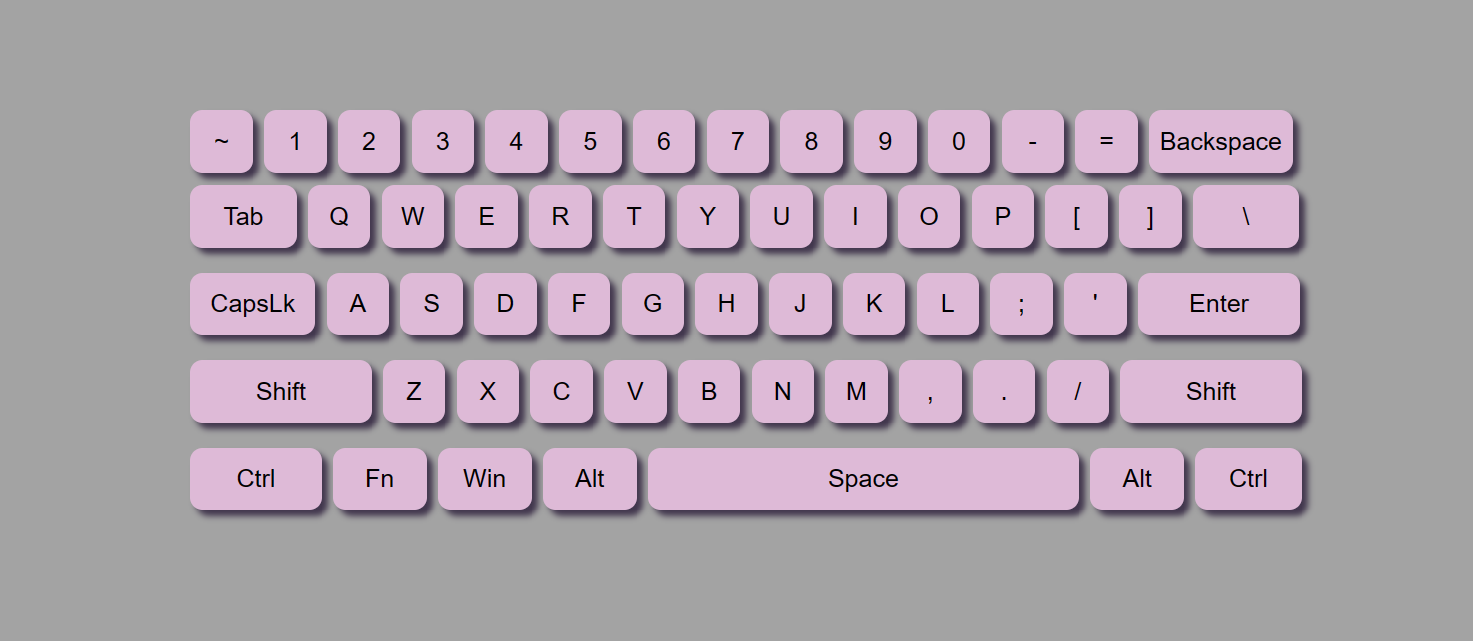 ~ 1 2 3 4 5 6 7 8 9 0 - = Backspace
Tab Q W E R T Y U I O P [ ] \
CapsLk A S D F G H J K L ; ' Enter
Shift Z X C V B N M , . / Shift
Ctrl Fn Win Alt Space Alt Ctrl